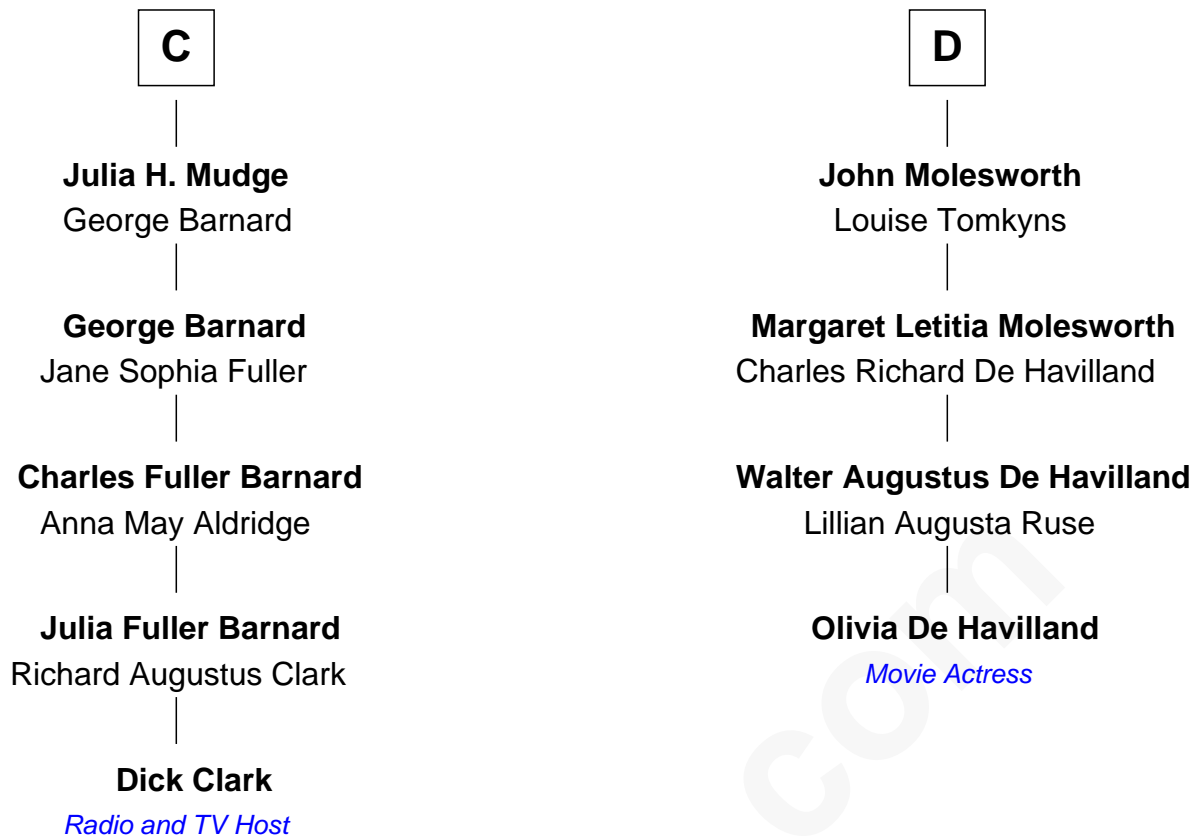 C
Julia H. Mudge
George Barnard
George Barnard
Jane Sophia Fuller
Charles Fuller Barnard
Anna May Aldridge
Julia Fuller Barnard
Richard Augustus Clark
Dick Clark
Radio and TV Host
D
John Molesworth
Louise Tomkyns
Margaret Letitia Molesworth
Charles Richard De Havilland
Walter Augustus De Havilland
Lillian Augusta Ruse
Olivia De Havilland
Movie Actress
com